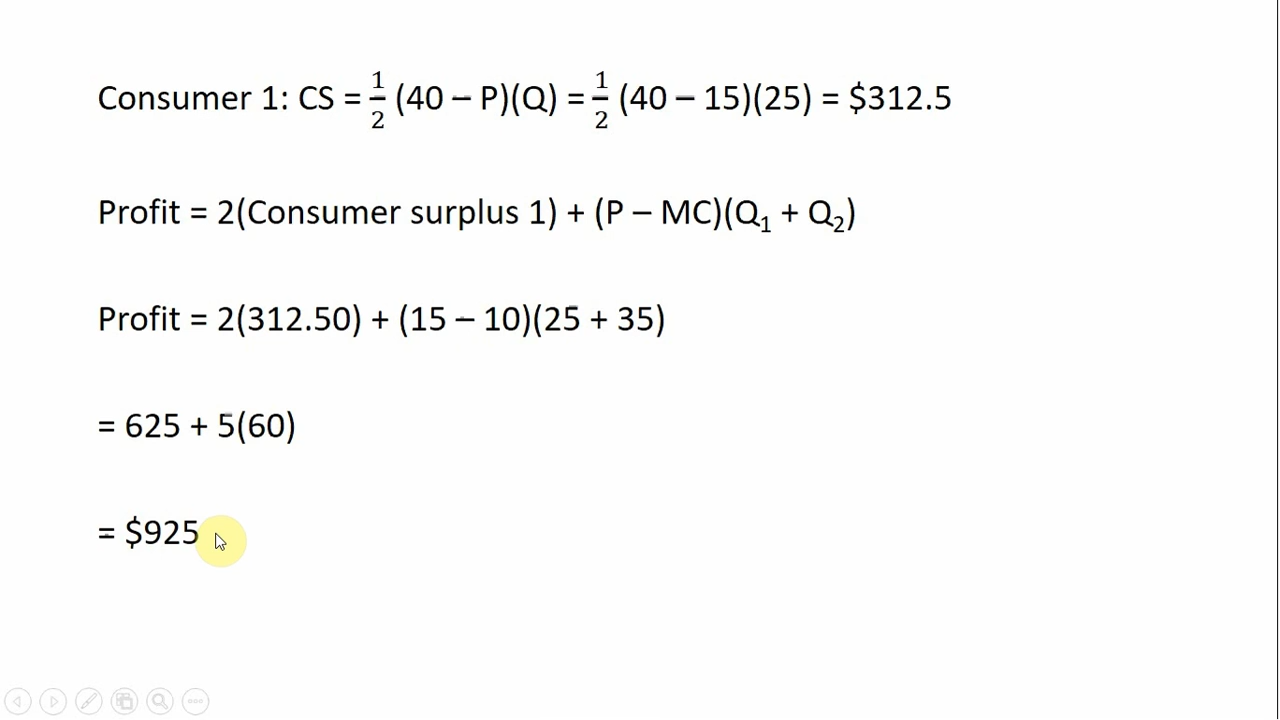 Consumer 1: CS = 1/2 (40 – P)(Q) = 1/2 (40 – 15)(25) = $312.5
Profit = 2(Consumer surplus 1) + (P – MC)(Q₁ + Q₂)
Profit = 2(312.50) + (15 – 10)(25 + 35)
= 625 + 5(60)
= $925